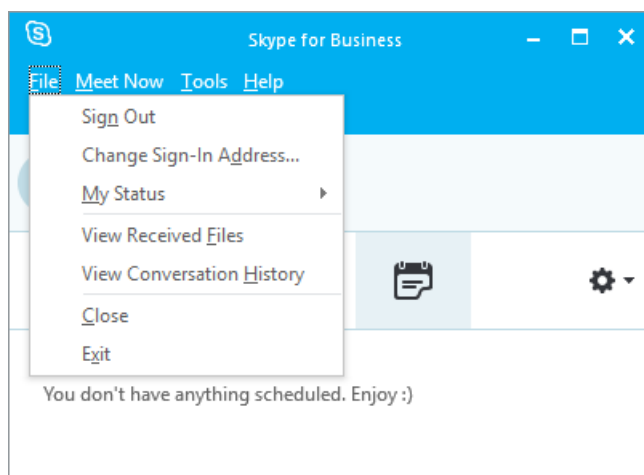 Skype for Business
File Meet Now Tools Help
Sign Out
Change Sign-In Address...
My Status
View Received Files
View Conversation History
Close
Exit
You don't have anything scheduled. Enjoy :)